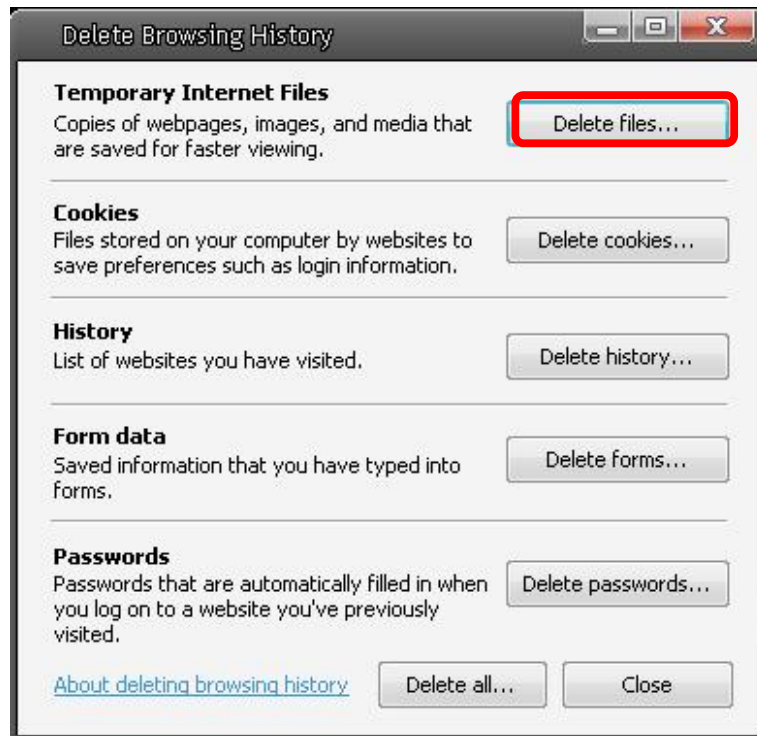 Delete Browsing History
Temporary Internet Files
Copies of webpages, images, and media that
are saved for faster viewing.
Delete files...
Cookies
Files stored on your computer by websites to
save preferences such as login information.
Delete cookies...
History
List of websites you have visited.
Delete history...
Form data
Saved information that you have typed into
forms.
Delete forms...
Passwords
Passwords that are automatically filled in when
you log on to a website you've previously
visited.
Delete passwords...
About deleting browsing history
Delete all...
Close